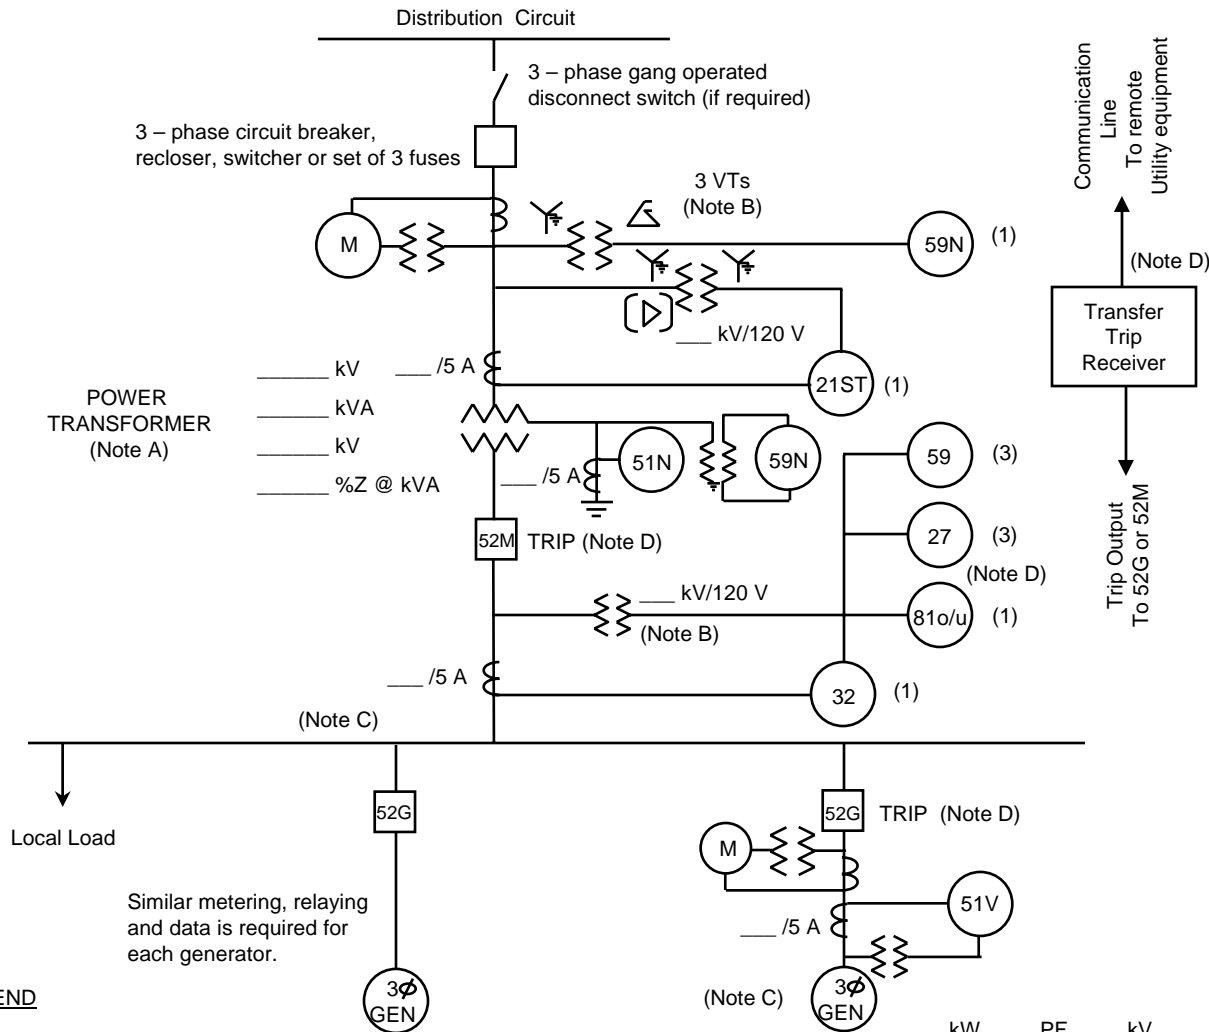 Distribution Circuit
3 – phase gang operated
disconnect switch (if required)
3 – phase circuit breaker,
recloser, switcher or set of 3 fuses
Communication
Line
To remote
Utility equipment
3 VTs
(Note B)
M
59N
(1)
(Note D)
Transfer
Trip
Receiver
___ kV/120 V
______ kV
___ /5 A
21ST
(1)
POWER
TRANSFORMER
(Note A)
______ kVA
______ kV
______ %Z @ kVA
___ /5 A
51N
59N
59
(3)
52M
TRIP (Note D)
27
(3)
(Note D)
Trip Output
To 52G or 52M
___ kV/120 V
(Note B)
81o/u
(1)
___ /5 A
32
(1)
(Note C)
Local Load
52G
52G
TRIP (Note D)
M
Similar metering, relaying
and data is required for
each generator.
___ /5 A
51V
END
3ϕ
GEN
(Note C)
3ϕ
GEN
kW PF kV